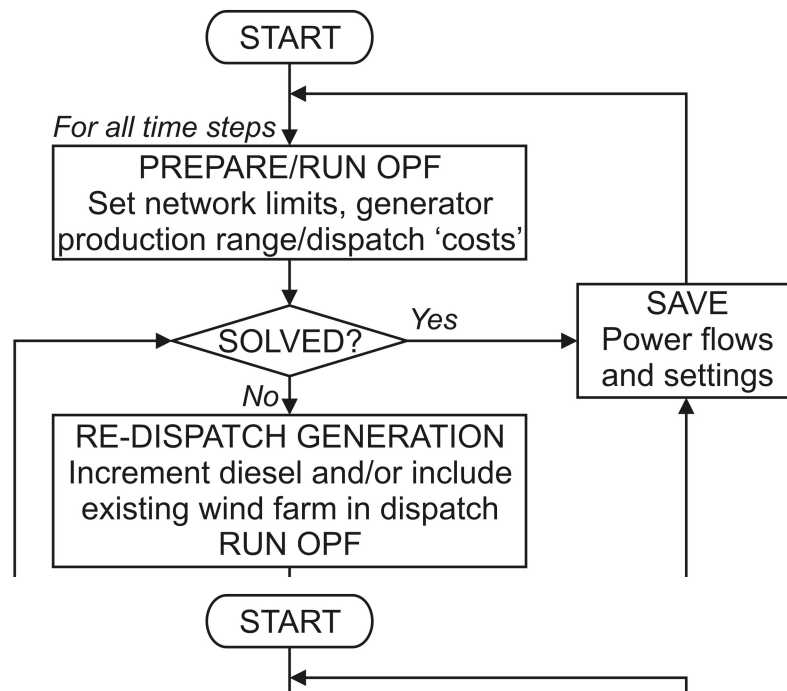 START
For all time steps
PREPARE/RUN OPF
Set network limits, generator
production range/dispatch ‘costs’
SOLVED?
Yes
SAVE
Power flows
and settings
No
RE-DISPATCH GENERATION
Increment diesel and/or include
existing wind farm in dispatch
RUN OPF
START